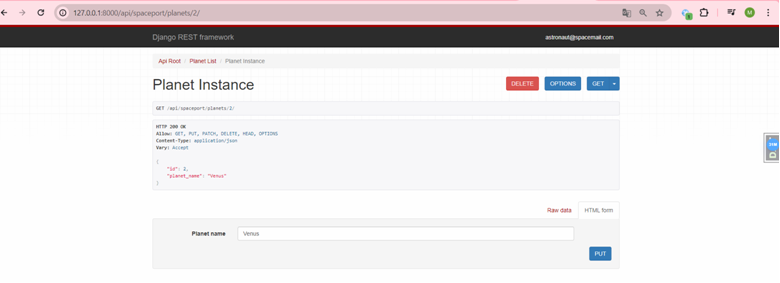 127.0.0.1:8000/api/spaceport/planets/2/
M
Django REST framework
astronaut@spacemail.com
Api Root / Planet List / Planet Instance
Planet Instance
DELETE
OPTIONS
GET
GET /api/spaceport/planets/2/
HTTP 200 OK
Allow: GET, PUT, PATCH, DELETE, HEAD, OPTIONS
Content-Type: application/json
Vary: Accept
{
"id": 2,
"planet_name": "Venus"
}
Raw data
HTML form
Planet name
Venus
PUT